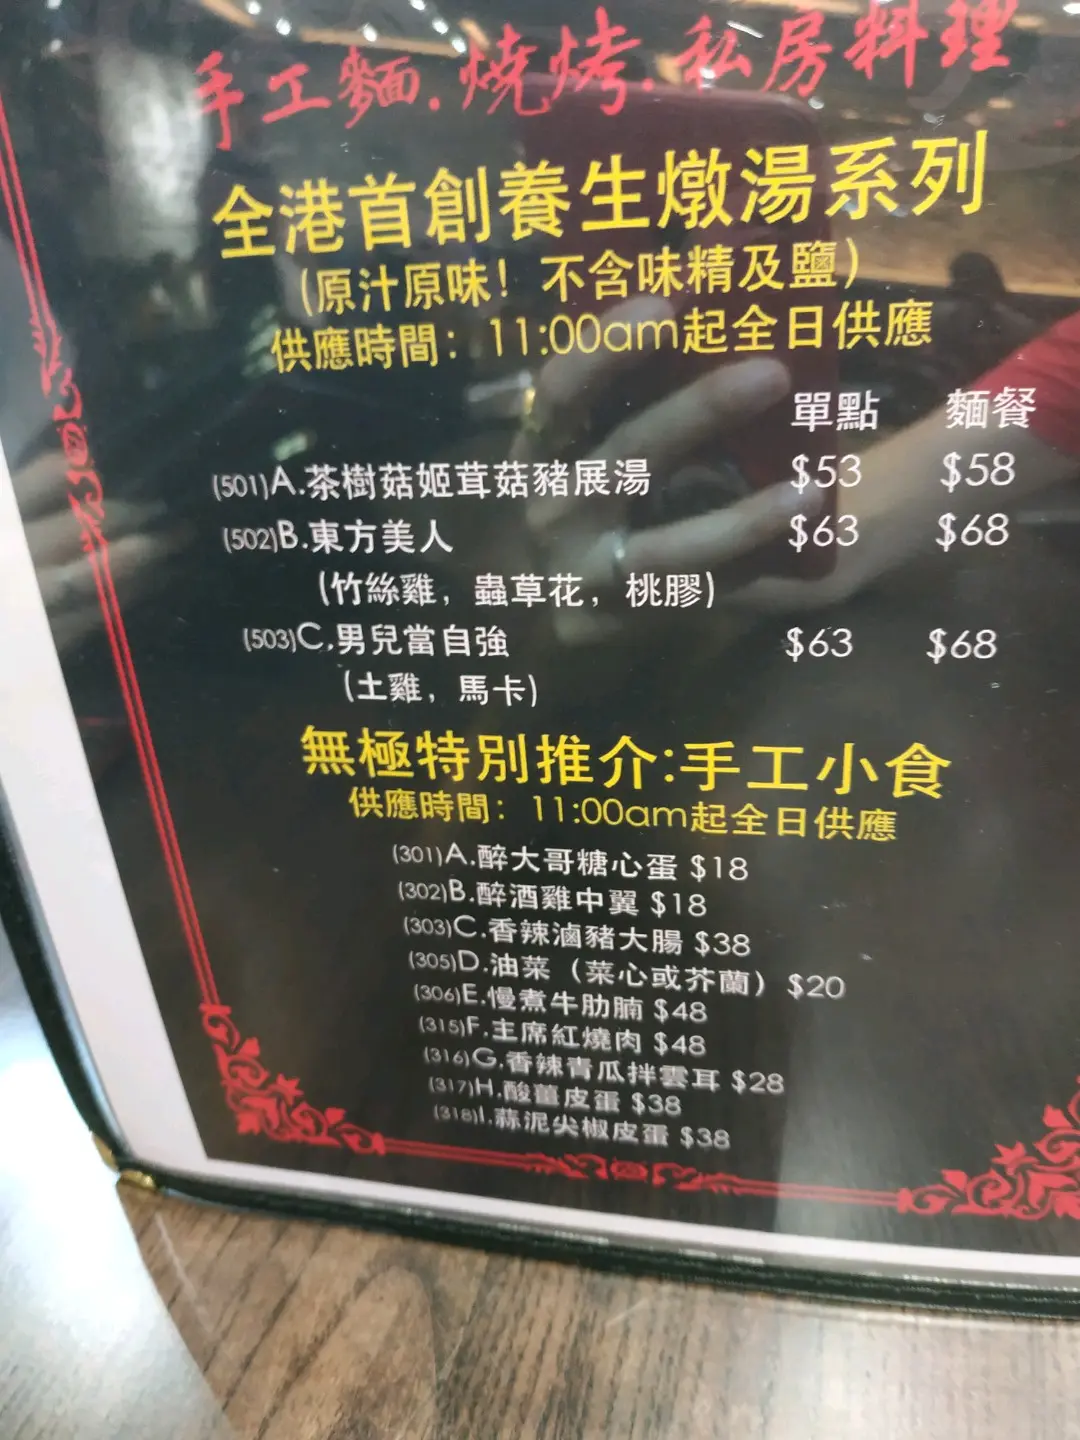 手工麵.燒烤.私房料理
全港首創養生燉湯系列
(原汁原味！不含味精及鹽)
供應時間：11:00am起全日供應
單點 麵餐
(501)A.茶樹菇姬茸菇豬展湯 $53 $58
(502)B.東方美人 $63 $68
(竹絲雞，蟲草花，桃膠)
(503)C.男兒當自強 $63 $68
(土雞，馬卡)
無極特別推介:手工小食
供應時間：11:00am起全日供應
(301)A.醉大哥糖心蛋 $18
(302)B.醉酒雞中翼 $18
(303)C.香辣滷豬大腸 $38
(305)D.油菜（菜心或芥蘭）$20
(306)E.慢煮牛肋腩 $48
(315)F.主席紅燒肉 $48
(316)G.香辣青瓜拌雲耳 $28
(317)H.酸薑皮蛋 $38
(318)I.蒜泥尖椒皮蛋 $38